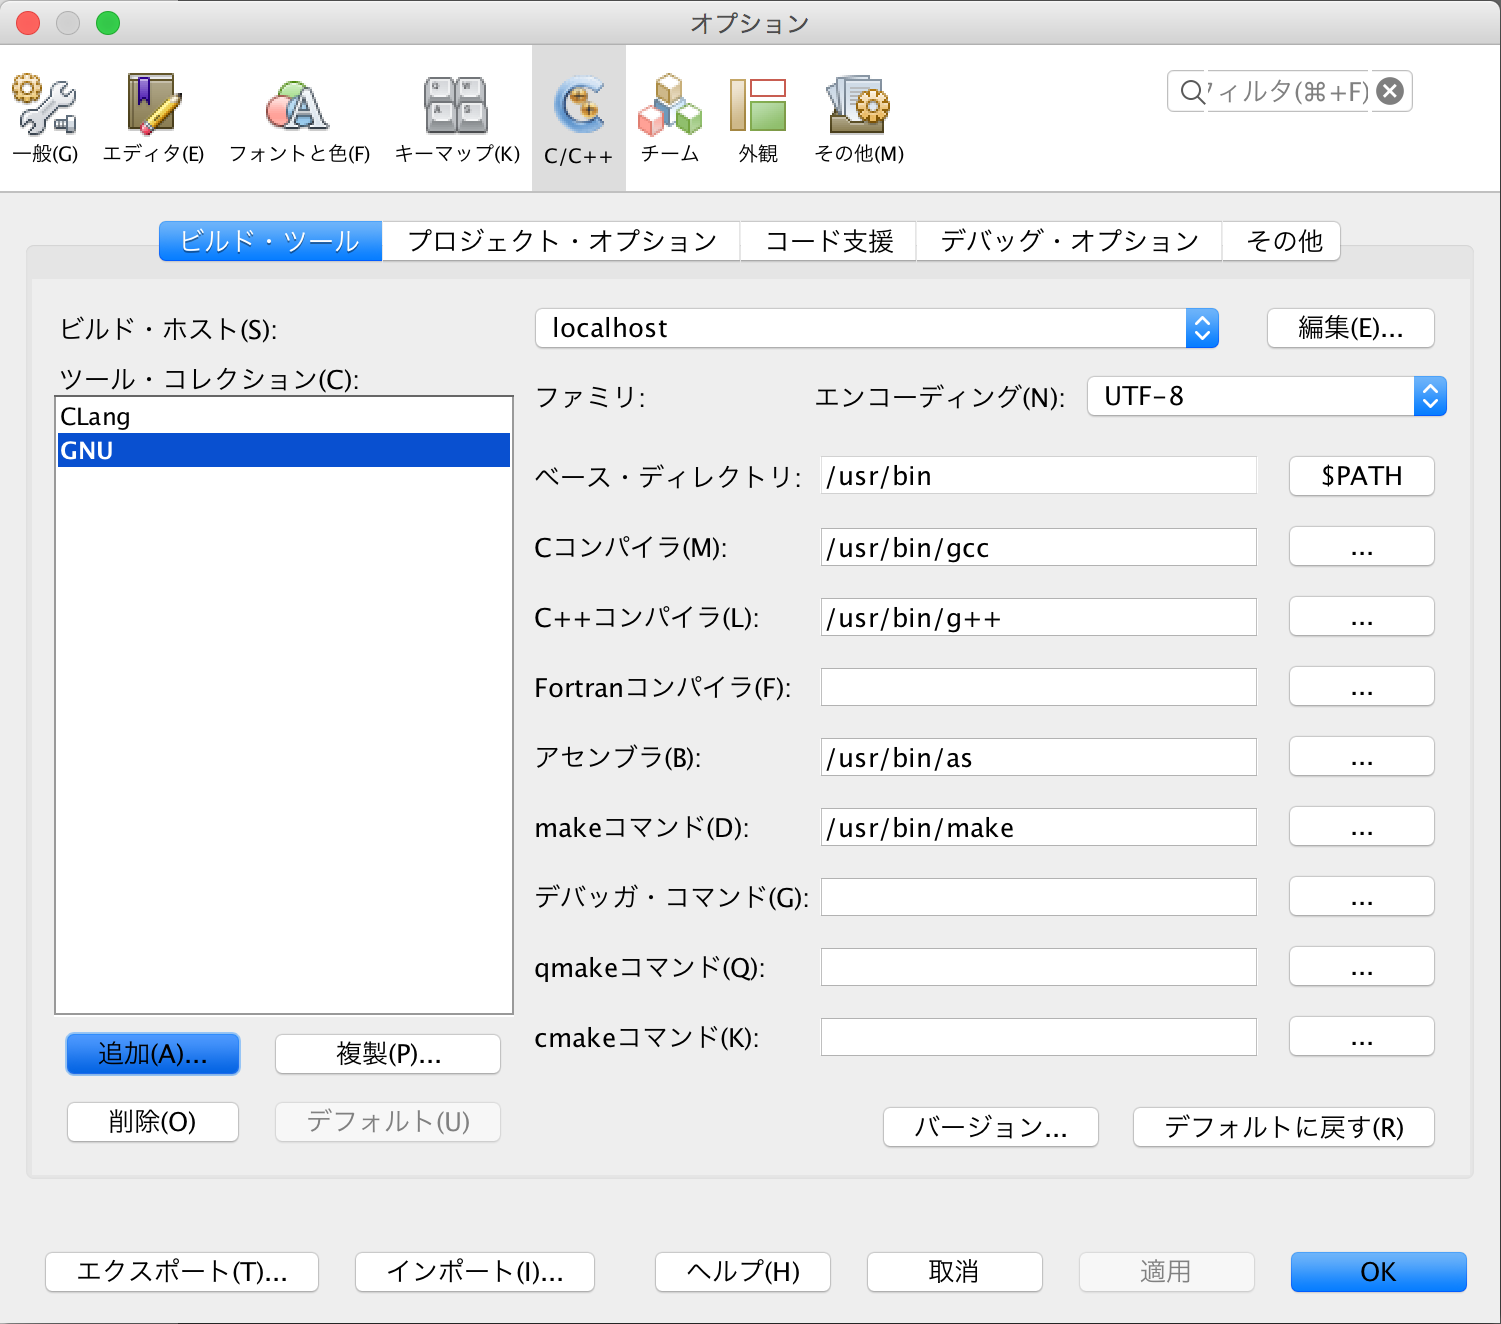 オプション
一般(G)
エディタ(E)
フォントと色(F)
キーマップ(K)
C/C++
チーム
外観
その他(M)
ィルタ(⌘+F)
ビルド・ツール
プロジェクト・オプション
コード支援
デバッグ・オプション
その他
ビルド・ホスト(S):
localhost
編集(E)...
ツール・コレクション(C):
CLang
GNU
ファミリ:
エンコーディング(N):
UTF-8
ベース・ディレクトリ:
/usr/bin
$PATH
Cコンパイラ(M):
/usr/bin/gcc
...
C++コンパイラ(L):
/usr/bin/g++
...
Fortranコンパイラ(F):
...
アセンブラ(B):
/usr/bin/as
...
makeコマンド(D):
/usr/bin/make
...
デバッガ・コマンド(G):
...
qmakeコマンド(Q):
...
cmakeコマンド(K):
...
追加(A)...
複製(P)...
削除(O)
デフォルト(U)
バージョン...
デフォルトに戻す(R)
エクスポート(T)...
インポート(I)...
ヘルプ(H)
取消
適用
OK